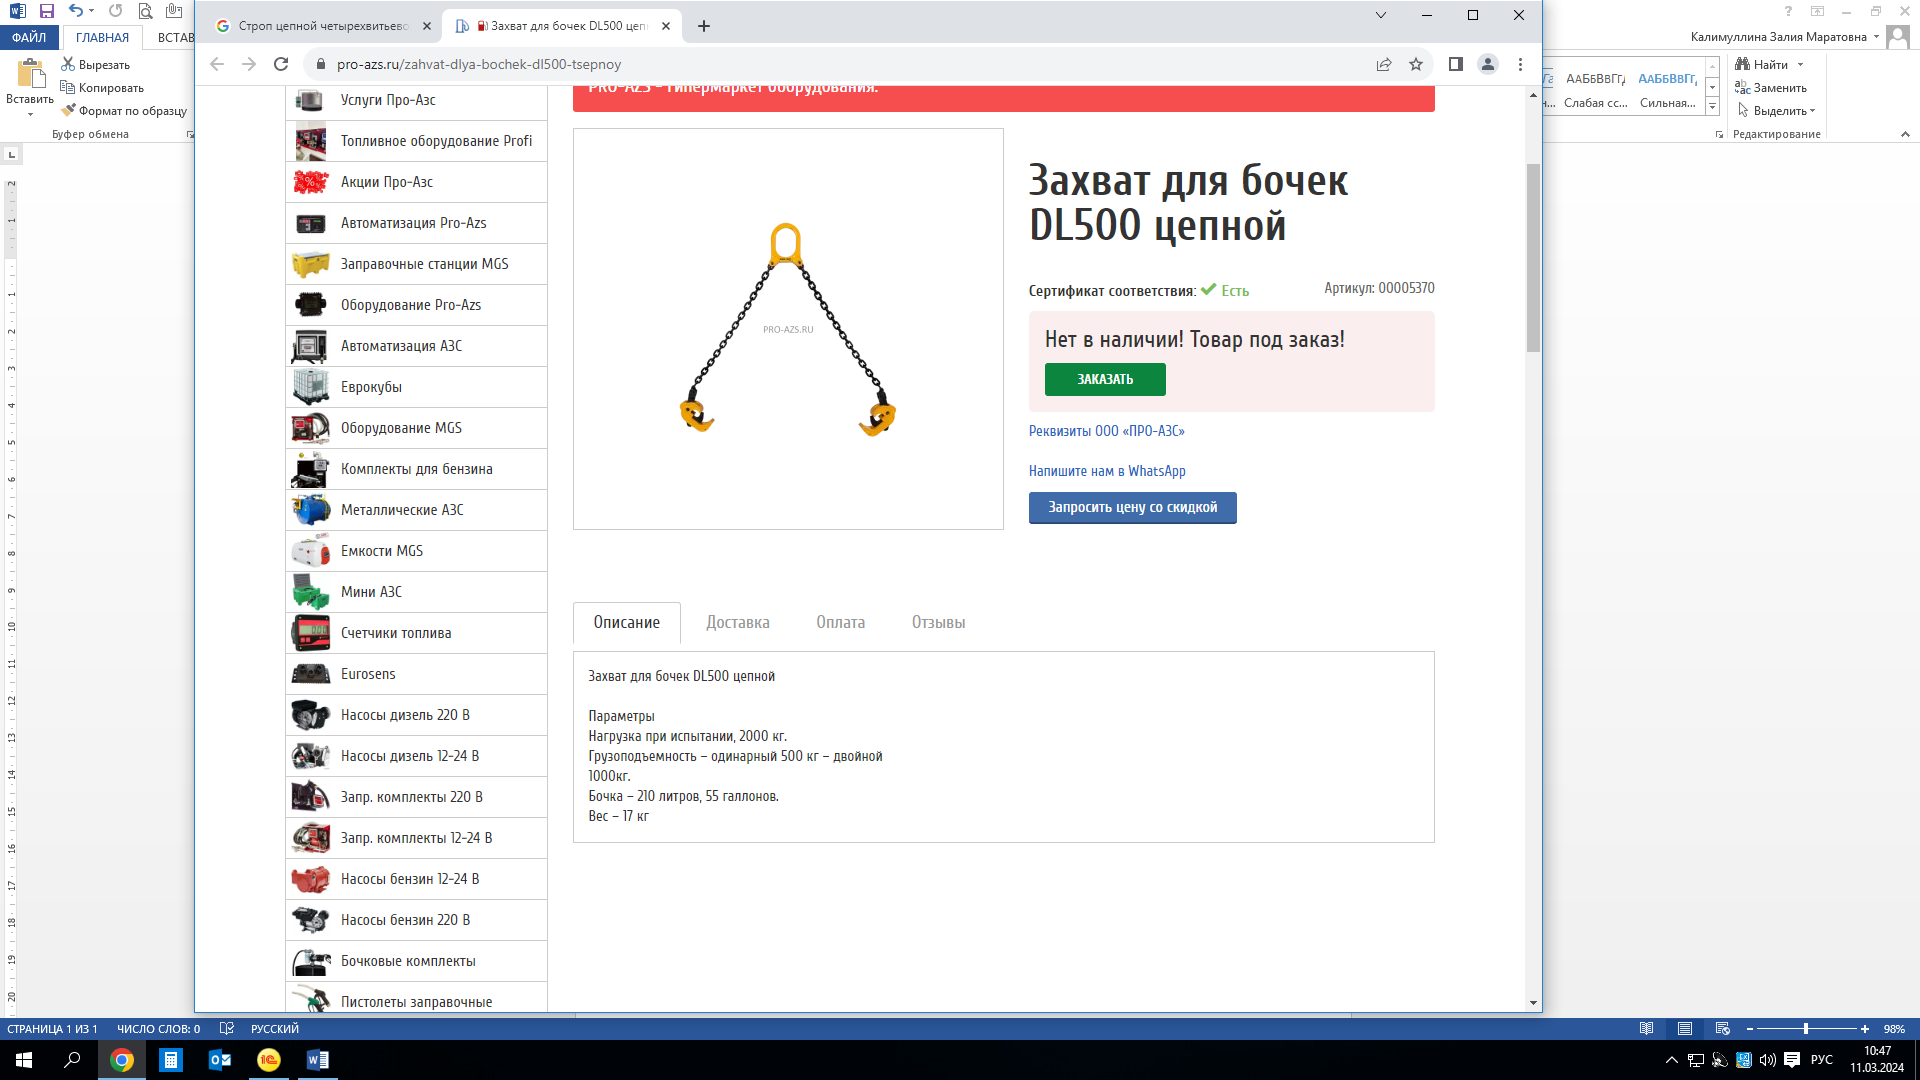 Строп цепной четырехвитьево
Захват для бочек DL500 цеп
ФАЙЛ
ГЛАВНАЯ
ВСТАВ
Калимуллина Залия Маратовна
pro-azs.ru/zahvat-dlya-bochek-dl500-tsepnoy
Вставить
Вырезать
Копировать
Формат по образцу
Буфер обмена
АаБбВвГг,
АаБбВвГг,
Слабая сс...
Сильная...
Найти
Заменить
Выделить
Редактирование
PRO-AZS - Гипермаркет оборудования.
Услуги Про-Азс
Топливное оборудование Profi
Акции Про-Азс
Автоматизация Pro-Azs
Заправочные станции MGS
Оборудование Pro-Azs
Автоматизация АЗС
Еврокубы
Оборудование MGS
Комплекты для бензина
Металлические АЗС
Емкости MGS
Мини АЗС
Счетчики топлива
Eurosens
Насосы дизель 220 В
Насосы дизель 12-24 В
Запр. комплекты 220 В
Запр. комплекты 12-24 В
Насосы бензин 12-24 В
Насосы бензин 220 В
Бочковые комплекты
Пистолеты заправочные
PRO-AZS.RU
Захват для бочек
DL500 цепной
Сертификат соответствия: Есть
Артикул: 00005370
Нет в наличии! Товар под заказ!
ЗАКАЗАТЬ
Реквизиты ООО «ПРО-АЗС»
Напишите нам в WhatsApp
Запросить цену со скидкой
Описание
Доставка
Оплата
Отзывы
Захват для бочек DL500 цепной
Параметры
Нагрузка при испытании, 2000 кг.
Грузоподъемность – одинарный 500 кг – двойной
1000кг.
Бочка – 210 литров, 55 галлонов.
Вес – 17 кг
СТРАНИЦА 1 ИЗ 1
ЧИСЛО СЛОВ: 0
РУССКИЙ
98%
РУС
10:47
11.03.2024